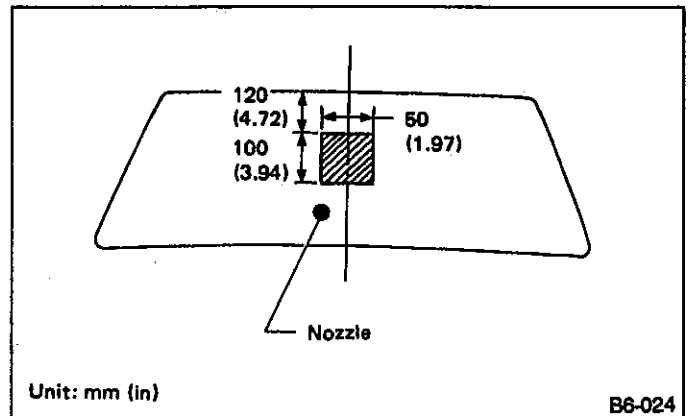 120
(4.72)
50
(1.97)
100
(3.94)
Nozzle
Unit: mm (in)
B6-024